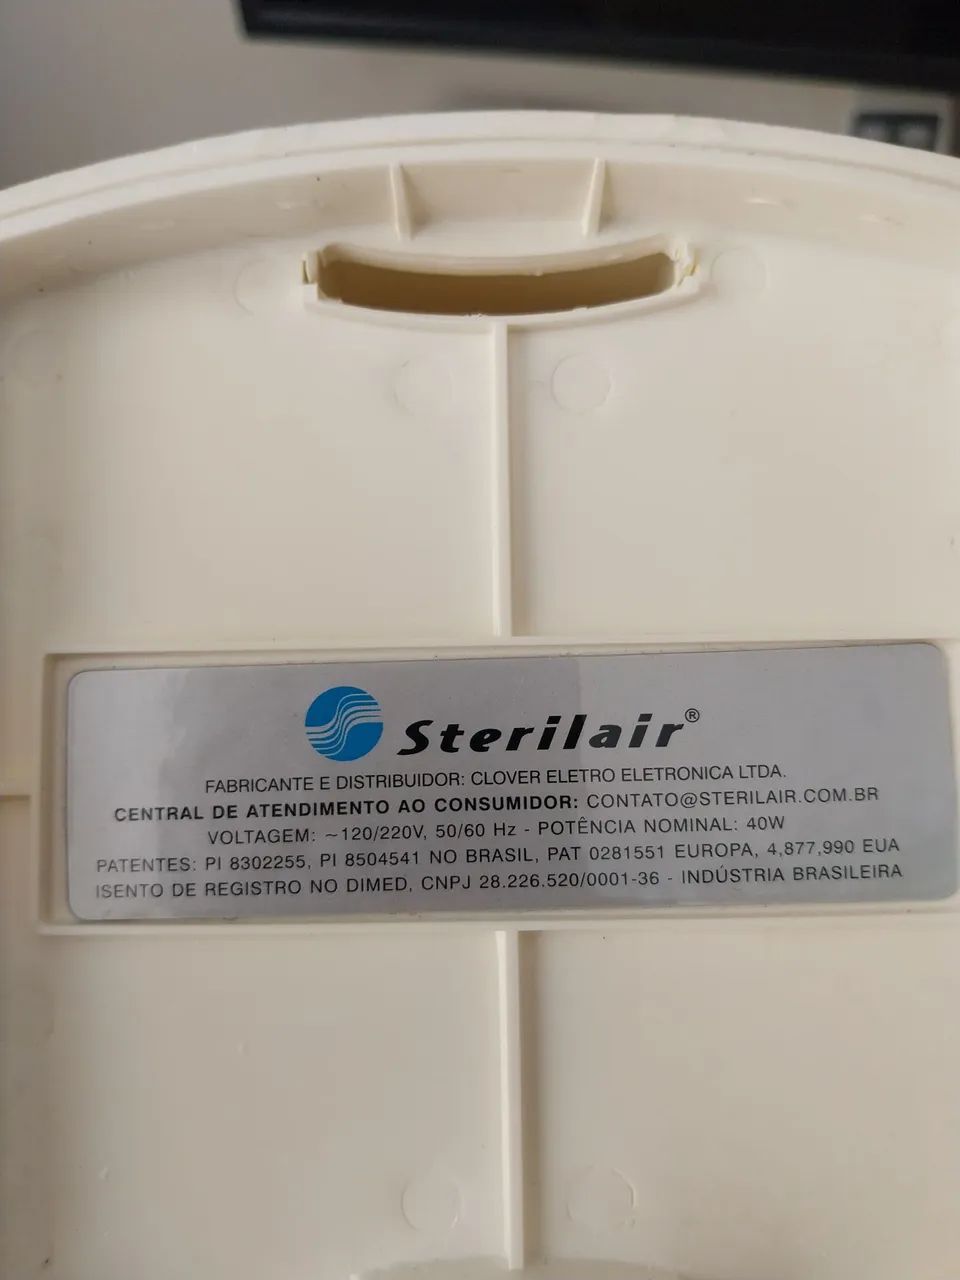 Sterilair®
FABRICANTE E DISTRIBUIDOR: CLOVER ELETRO ELETRONICA LTDA.
CENTRAL DE ATENDIMENTO AO CONSUMIDOR: CONTATO@STERILAIR.COM.BR
VOLTAGEM: ~120/220V, 50/60 Hz - POTÊNCIA NOMINAL: 40W
PATENTES: PI 8302255, PI 8504541 NO BRASIL, PAT 0281551 EUROPA, 4,877,990 EUA
ISENTO DE REGISTRO NO DIMED, CNPJ 28.226.520/0001-36 - INDÚSTRIA BRASILEIRA